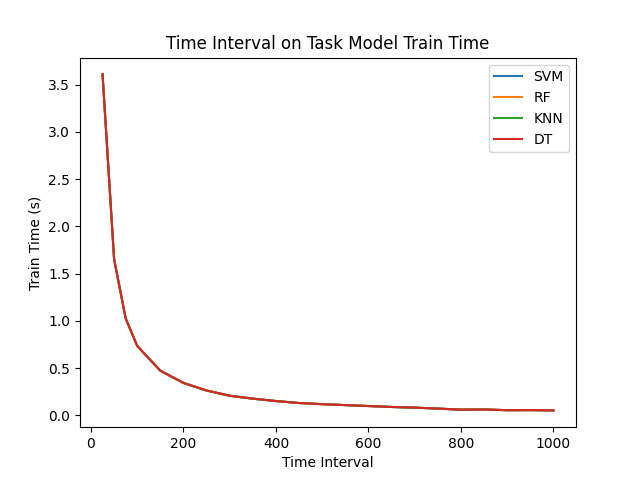 Time Interval on Task Model Train Time
SVM
RF
KNN
DT
Train Time (s)
3.5
3.0
2.5
2.0
1.5
1.0
0.5
0.0
0 200 400 600 800 1000
Time Interval